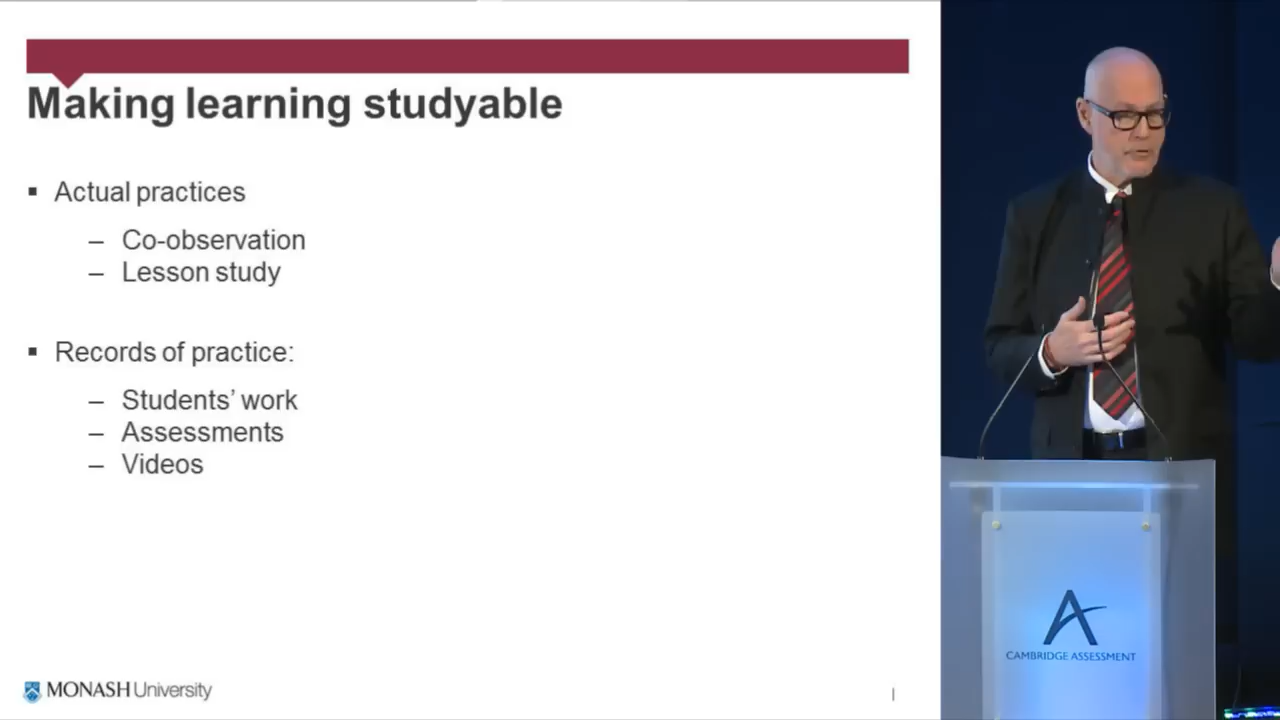 Making learning studyable
▪ Actual practices
– Co-observation
– Lesson study
▪ Records of practice:
– Students’ work
– Assessments
– Videos
MONASH University
CAMBRIDGE ASSESSMENT